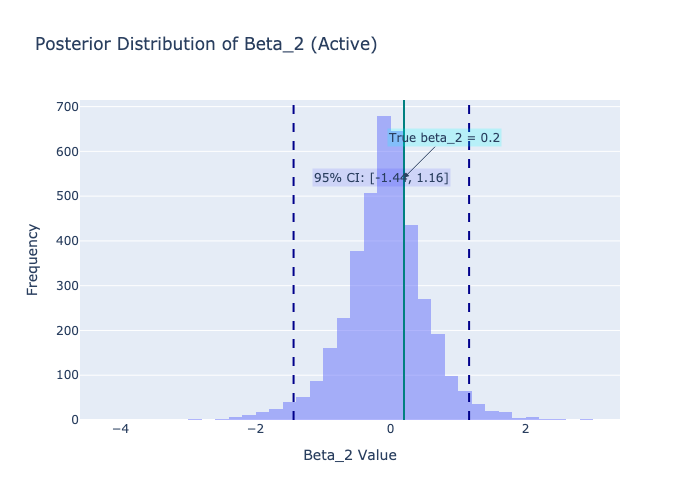 Posterior Distribution of Beta_2 (Active)
700
600
500
400
300
200
100
0
Frequency
True beta_2 = 0.2
95% CI: [-1.44, 1.16]
−4
−2
0
2
Beta_2 Value